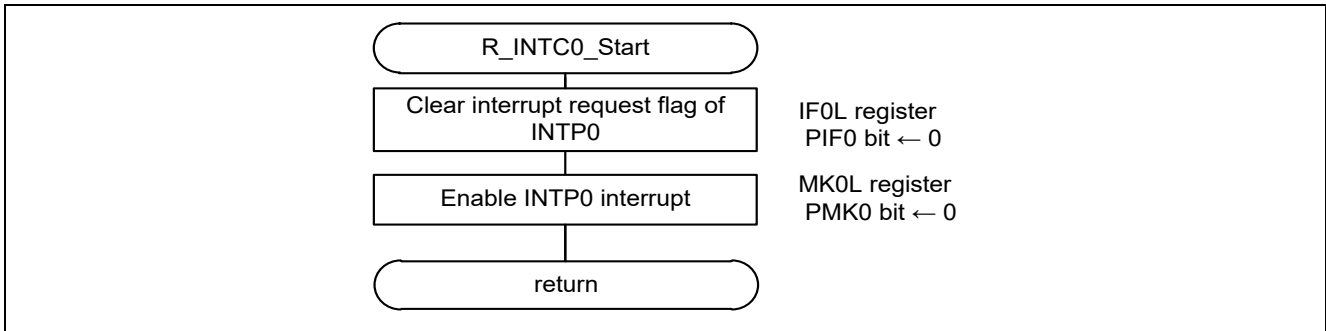 R_INTC0_Start
Clear interrupt request flag of
INTP0
IF0L register
PIF0 bit ← 0
Enable INTP0 interrupt
MK0L register
PMK0 bit ← 0
return